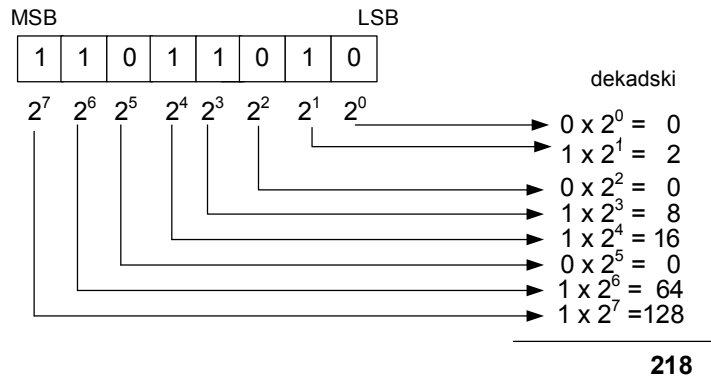 MSB LSB
1 1 0 1 1 0 1 0
dekadski
2⁷ 2⁶ 2⁵ 2⁴ 2³ 2² 2¹ 2⁰
0 x 2⁰ = 0
1 x 2¹ = 2
0 x 2² = 0
1 x 2³ = 8
1 x 2⁴ = 16
0 x 2⁵ = 0
1 x 2⁶ = 64
1 x 2⁷ =128
218